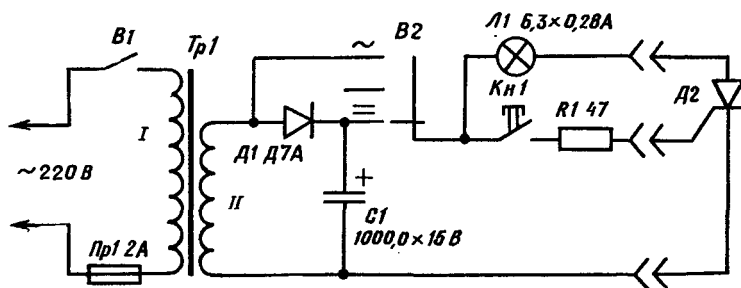 В1
Тр1
~
В2
Л1 6,3×0,28А
Кн1
R1 47
Д2
I
Д1 Д7А
~220 В
II
+
С1
1000,0×15 В
Пр1 2А